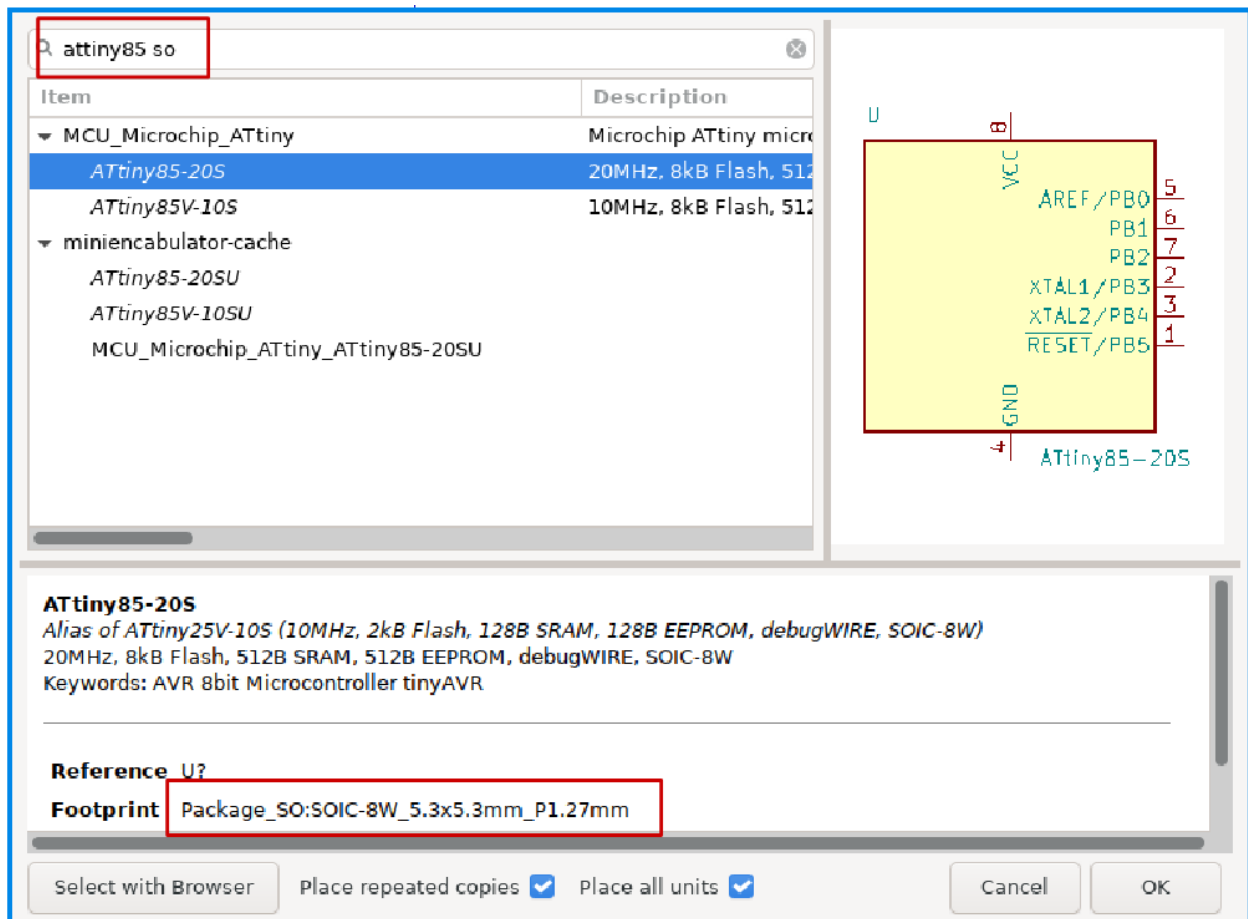 attiny85 so
Item Description
MCU_Microchip_ATtiny Microchip ATtiny micro
ATtiny85-20S 20MHz, 8kB Flash, 512
ATtiny85V-10S 10MHz, 8kB Flash, 512
miniencabulator-cache
ATtiny85-20SU
ATtiny85V-10SU
MCU_Microchip_ATtiny_ATtiny85-20SU
U
8
VCC
AREF/PB0 5
PB1 6
PB2 7
XTAL1/PB3 2
XTAL2/PB4 3
RESET/PB5 1
GND
4
ATtiny85-20S
ATtiny85-20S
Alias of ATtiny25V-10S (10MHz, 2kB Flash, 128B SRAM, 128B EEPROM, debugWIRE, SOIC-8W)
20MHz, 8kB Flash, 512B SRAM, 512B EEPROM, debugWIRE, SOIC-8W
Keywords: AVR 8bit Microcontroller tinyAVR
Reference U?
Footprint Package_SO:SOIC-8W_5.3x5.3mm_P1.27mm
Select with Browser Place repeated copies Place all units Cancel OK